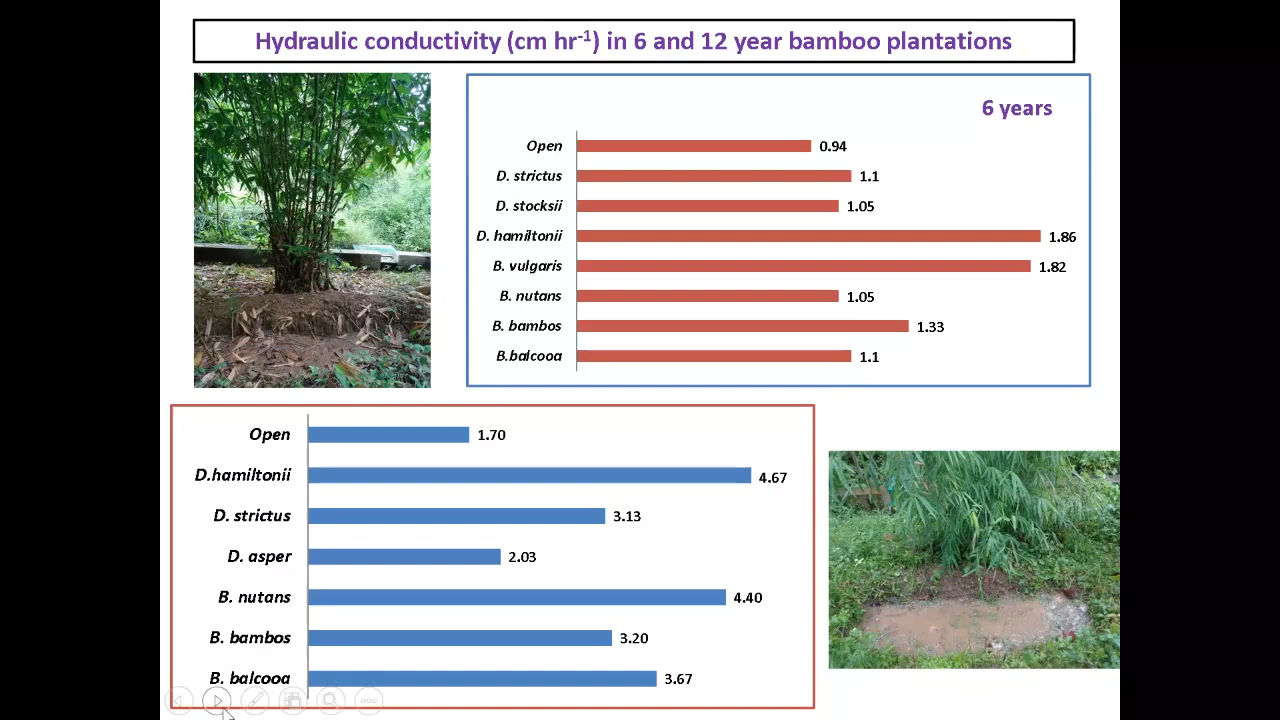 Hydraulic conductivity (cm hr-1) in 6 and 12 year bamboo plantations
6 years
Open 0.94
D. strictus 1.1
D. stocksii 1.05
D. hamiltonii 1.86
B. vulgaris 1.82
B. nutans 1.05
B. bambos 1.33
B.balcooa 1.1
Open 1.70
D.hamiltonii 4.67
D. strictus 3.13
D. asper 2.03
B. nutans 4.40
B. bambos 3.20
B. balcooa 3.67